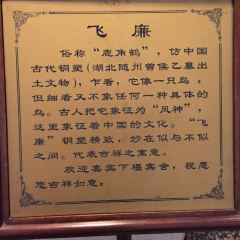 飞廉
俗称“鹿角鹤”，仿中国
古代铜塑(湖北随州曾侯乙墓出
土文物)，乍看，它像一只鸟，
但细看又不象任何一种具体的
鸟。古人把它象征为“风神”，
这里象征着中国的文化。“飞
廉”铜塑精致，妙在似与不似
之间。代表吉祥之寓意。
欢迎嘉宾下榻宾舍，祝愿
您吉祥如意。